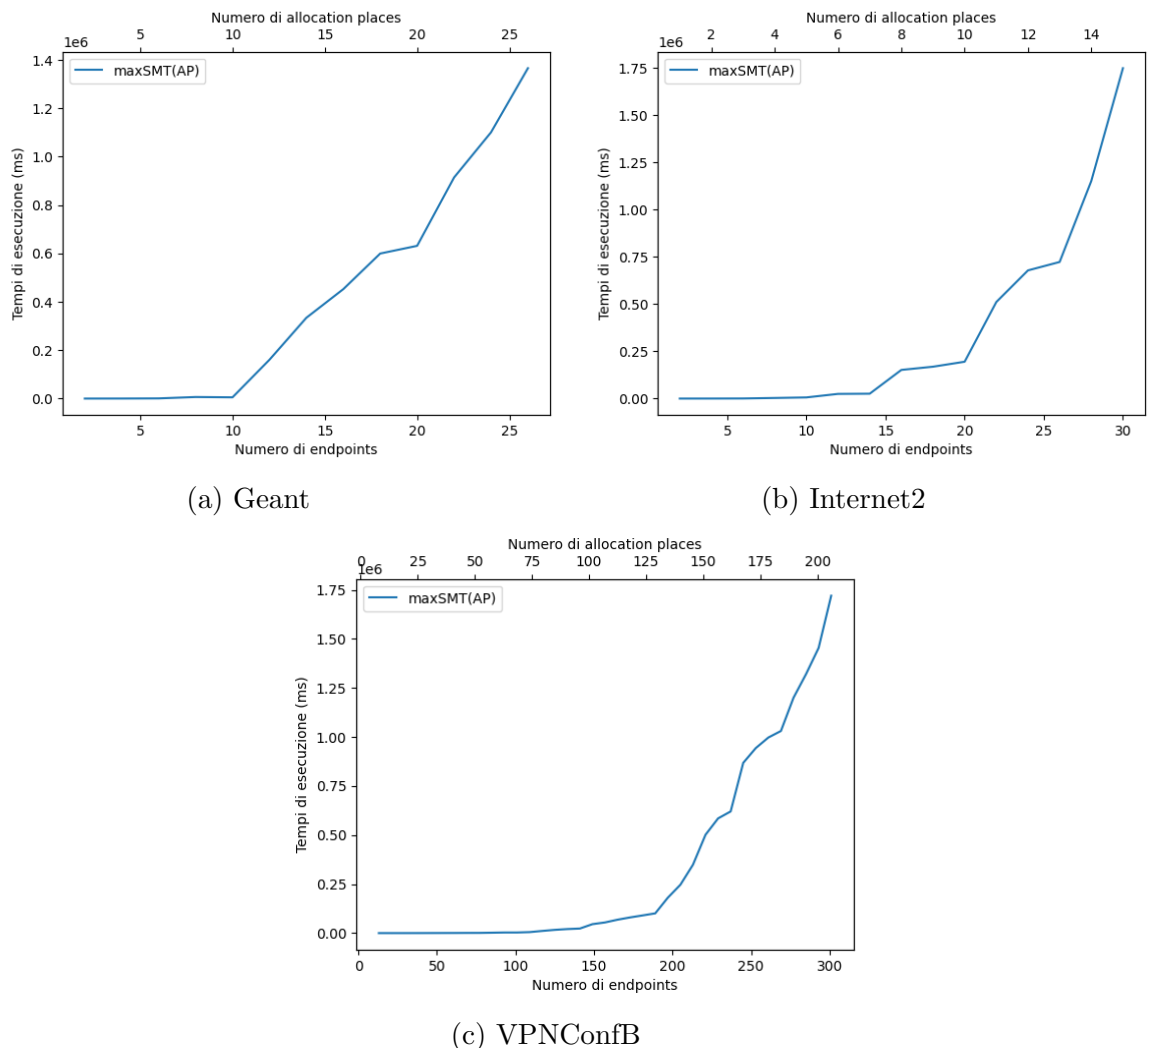 Numero di allocation places
5 10 15 20 25
1e6
maxSMT(AP)
1.4
1.2
1.0
0.8
0.6
0.4
0.2
0.0
Tempi di esecuzione (ms)
5 10 15 20 25
Numero di endpoints
(a) Geant
Numero di allocation places
2 4 6 8 10 12 14
1e6
maxSMT(AP)
1.75
1.50
1.25
1.00
0.75
0.50
0.25
0.00
Tempi di esecuzione (ms)
5 10 15 20 25 30
Numero di endpoints
(b) Internet2
Numero di allocation places
0 25 50 75 100 125 150 175 200
1e6
maxSMT(AP)
1.75
1.50
1.25
1.00
0.75
0.50
0.25
0.00
Tempi di esecuzione (ms)
0 50 100 150 200 250 300
Numero di endpoints
(c) VPNConfB